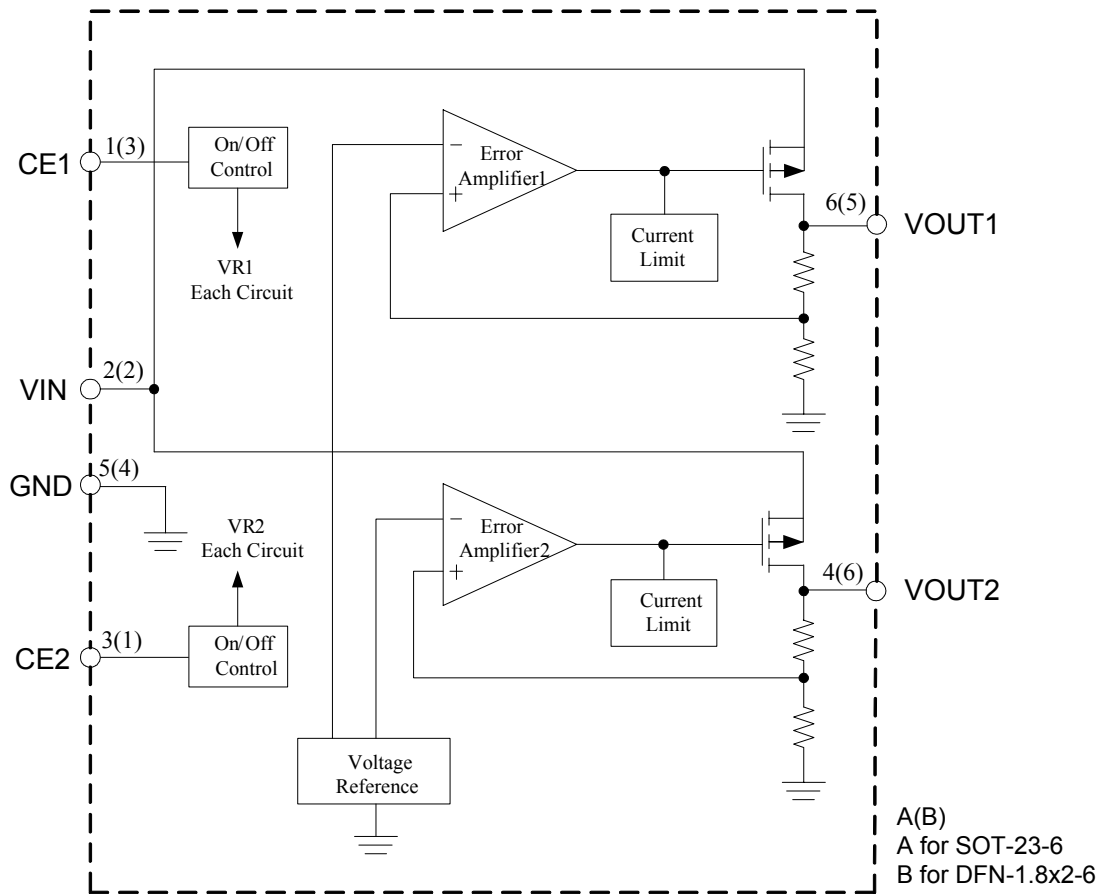 CE1
1(3)
On/Off
Control
VR1
Each Circuit
−
Error
Amplifier1
+
Current
Limit
6(5)
VOUT1
VIN
2(2)
GND
5(4)
VR2
Each Circuit
CE2
3(1)
On/Off
Control
−
Error
Amplifier2
+
Current
Limit
4(6)
VOUT2
Voltage
Reference
A(B)
A for SOT-23-6
B for DFN-1.8x2-6